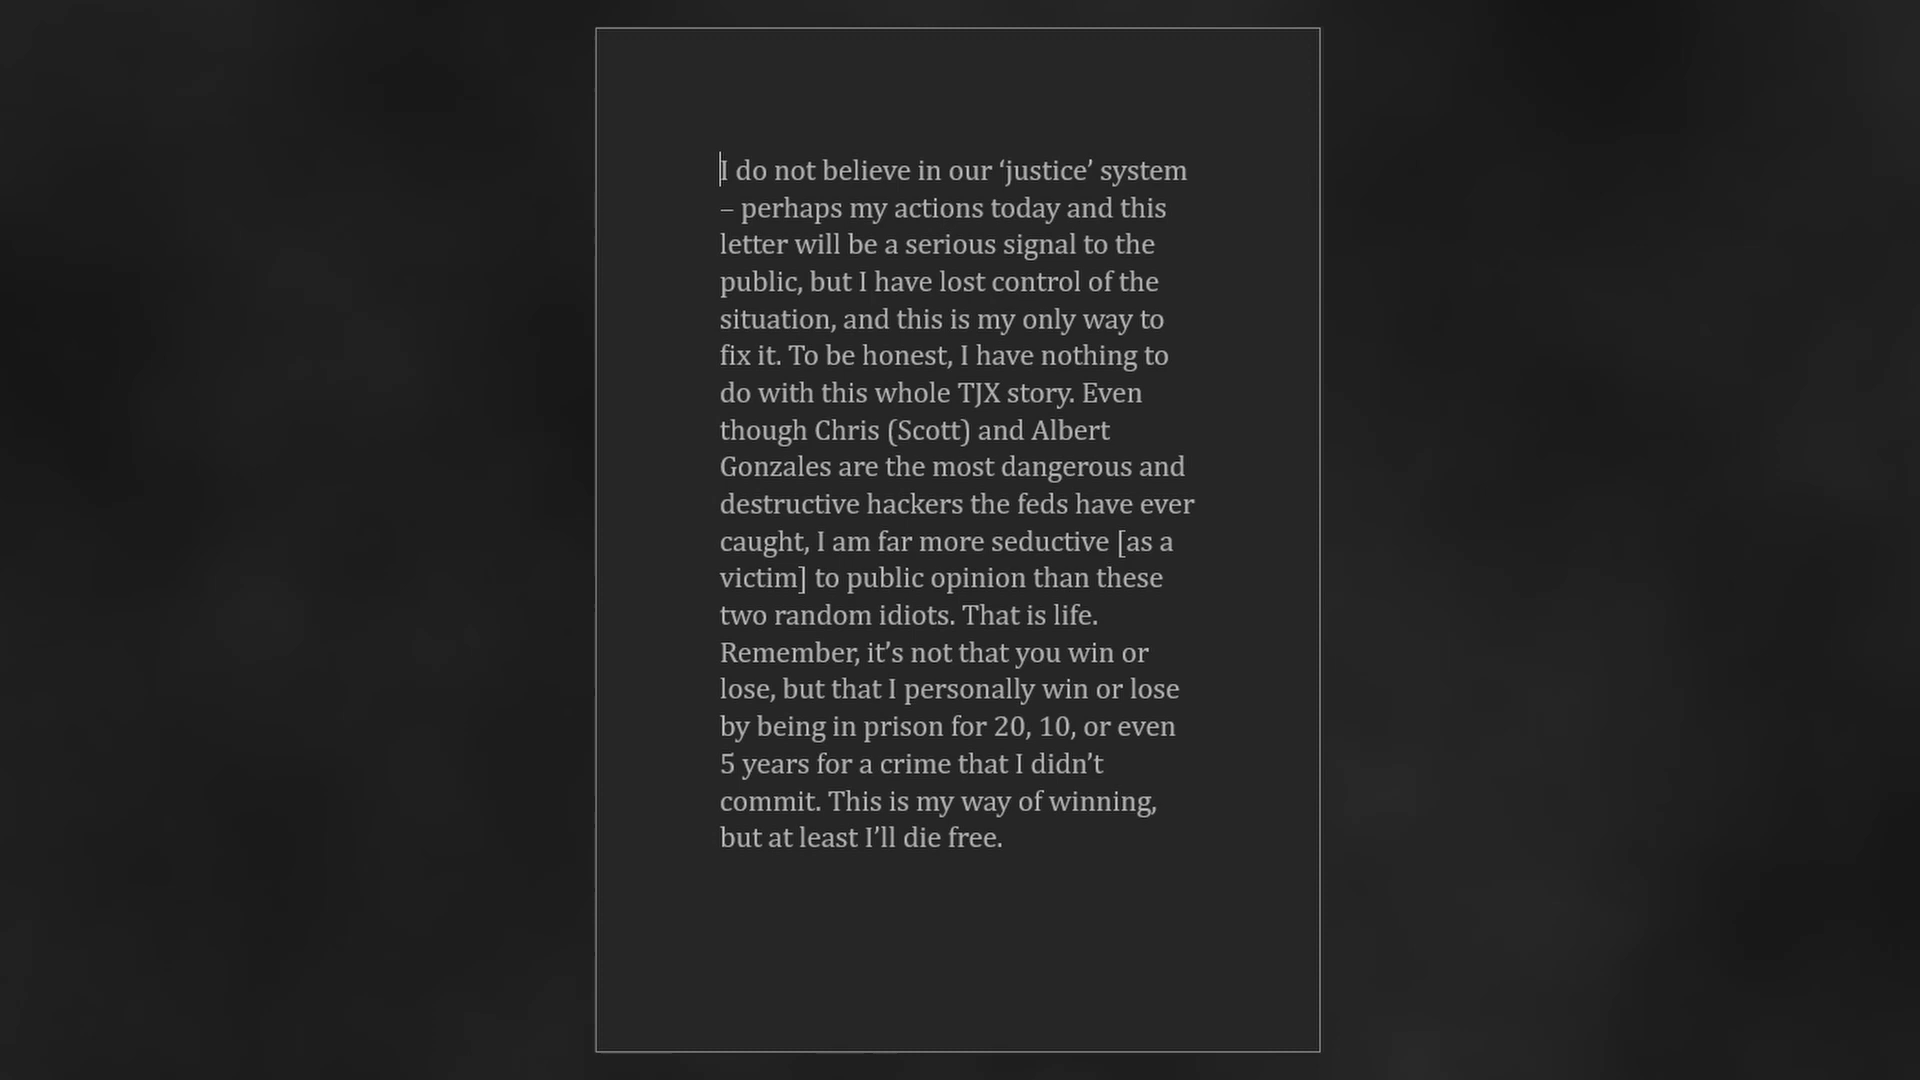 I do not believe in our ‘justice’ system
– perhaps my actions today and this
letter will be a serious signal to the
public, but I have lost control of the
situation, and this is my only way to
fix it. To be honest, I have nothing to
do with this whole TJX story. Even
though Chris (Scott) and Albert
Gonzales are the most dangerous and
destructive hackers the feds have ever
caught, I am far more seductive [as a
victim] to public opinion than these
two random idiots. That is life.
Remember, it’s not that you win or
lose, but that I personally win or lose
by being in prison for 20, 10, or even
5 years for a crime that I didn’t
commit. This is my way of winning,
but at least I’ll die free.